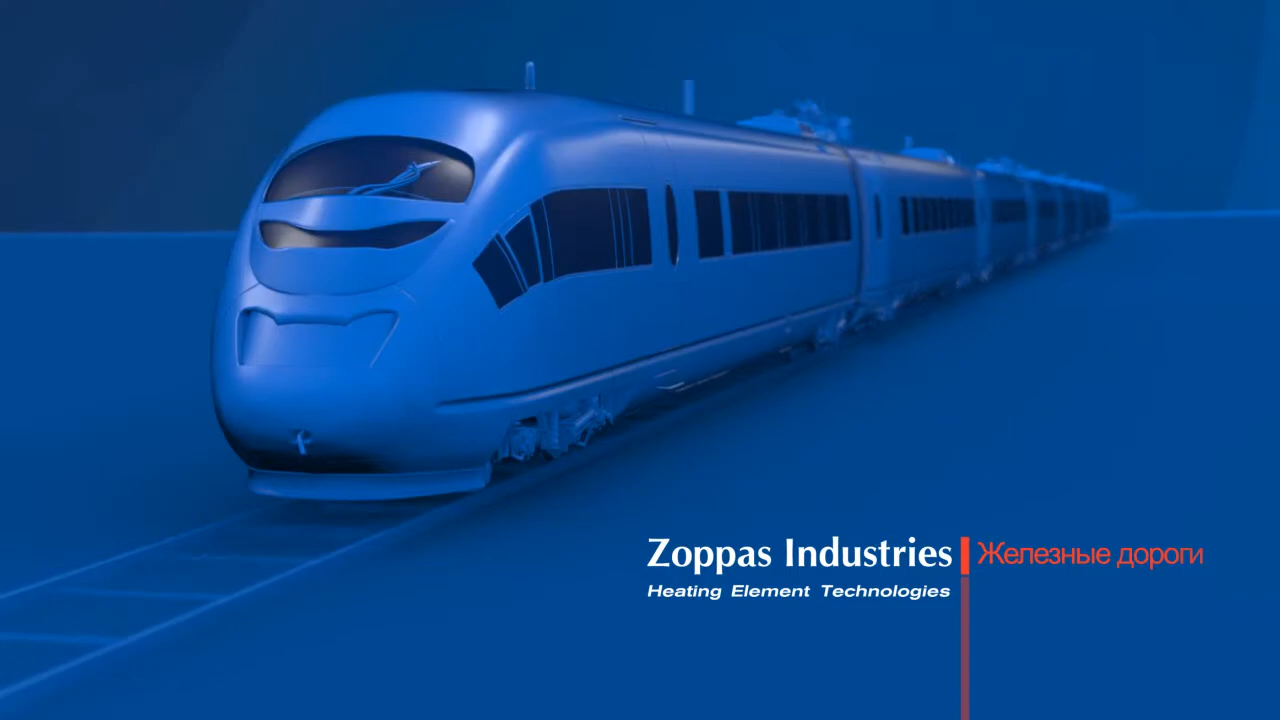 Zoppas Industries Железные дороги
Heating Element Technologies